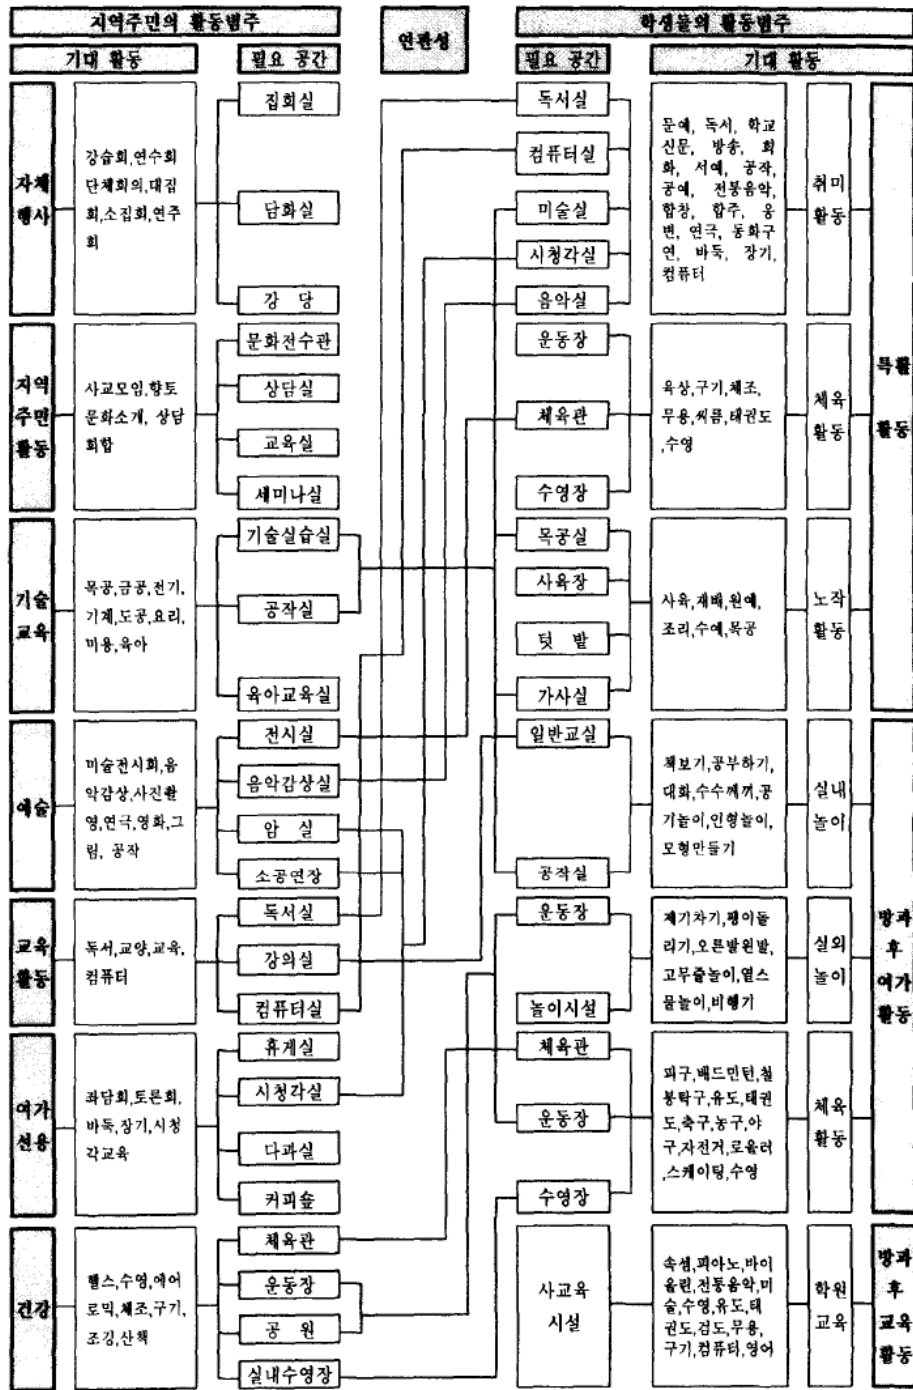 지역주민의 활동범주
연관성
학생들의 활동범주
기대 활동
필요 공간
필요 공간
기대 활동
자체
행사
강습회,연수회
단체회의,대집
회,소집회,연주
회
집회실
담화실
강 당
지역
주민
활동
사교모임,향토
문화소개, 상담
회합
문화전수관
상담실
교육실
세미나실
기술
교육
목공,금공,전기,
기계,도공,요리,
미용,육아
기술실습실
공작실
육아교육실
예술
미술전시회,음
악감상,사진촬
영,연극,영화,그
림, 공작
전시실
음악감상실
암 실
소공연장
교육
활동
독서,교양,교육,
컴퓨터
독서실
강의실
컴퓨터실
여가
선용
좌담회,토론회,
바둑,장기,시청
각교육
휴게실
시청각실
다과실
커피숖
건강
헬스,수영,에어
로빅,체조,구기,
조깅,산책
체육관
운동장
공 원
실내수영장
독서실
컴퓨터실
미술실
시청각실
음악실
문예, 독서, 학교
신문, 방송, 회
화, 서예, 공작,
공예, 전통음악,
합창, 합주, 웅
변, 연극, 동화구
연, 바둑, 장기,
컴퓨터
취미
활동
운동장
체육관
수영장
육상,구기,체조,
무용,씨름,태권도
,수영
체육
활동
목공실
사육장
텃 밭
가사실
사육,재배,원예,
조리,수예,목공
노작
활동
특활
활동
일반교실
공작실
책보기,공부하기,
대화,수수께끼,공
기놀이,인형놀이,
모형만들기
실내
놀이
운동장
놀이시설
제기차기,팽이돌
리기,오른발왼발,
고무줄놀이,열스
물놀이,비행기
실외
놀이
체육관
운동장
수영장
피구,배드민턴,철
봉탁구,유도,태권
도,축구,농구,야
구,자전거,로울러
스케이팅,수영
체육
활동
방과
후
여가
활동
사교육
시설
속셈,피아노,바이
올린,전통음악,미
술,수영,유도,태
권도,검도,무용,
구기,컴퓨터,영어
학원
교육
방과
후
교육
활동